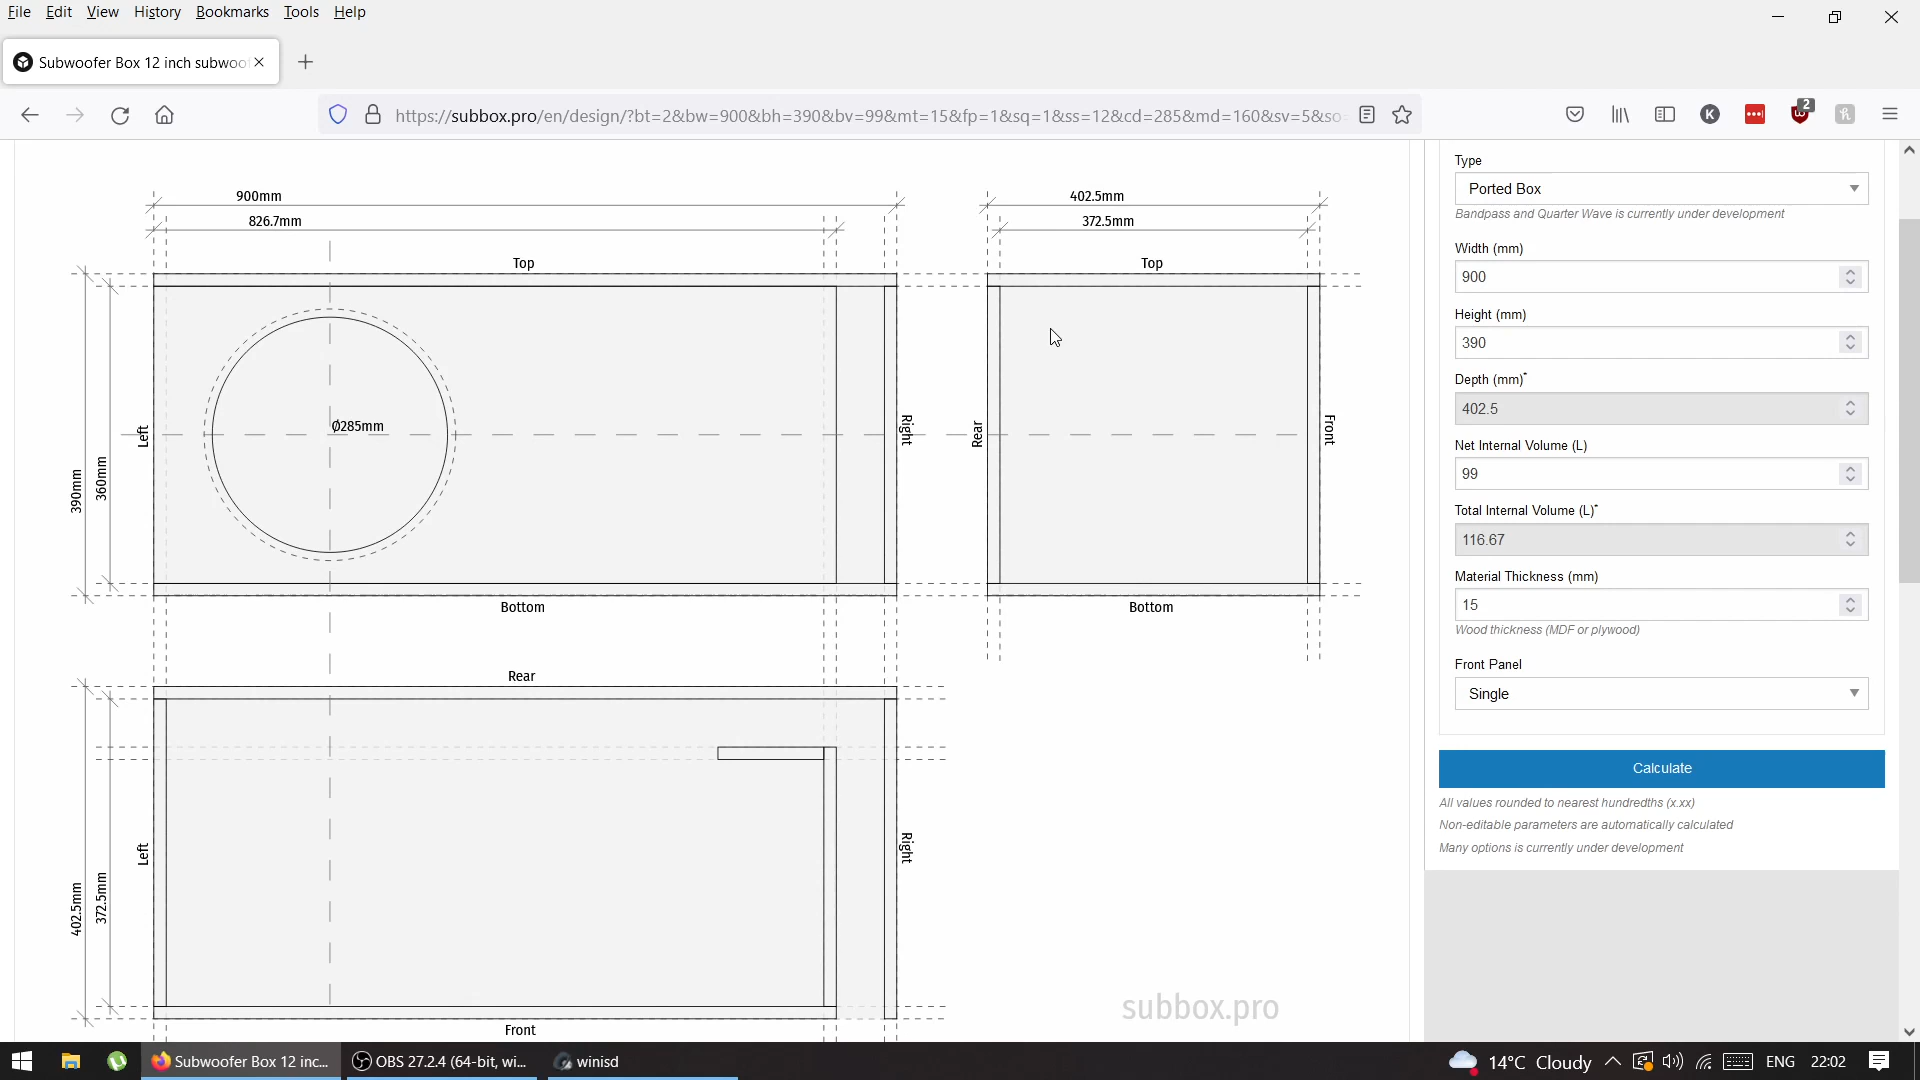 File Edit View History Bookmarks Tools Help
Subwoofer Box 12 inch subwoo
https://subbox.pro/en/design/?bt=2&bw=900&bh=390&bv=99&mt=15&fp=1&sq=1&ss=12&cd=285&md=160&sv=5&so
2
900mm
826.7mm
402.5mm
372.5mm
Top
Top
Ø285mm
Left
Right
Rear
Front
390mm
360mm
Bottom
Bottom
Rear
Left
Right
402.5mm
372.5mm
Front
subbox.pro
Type
Ported Box
Bandpass and Quarter Wave is currently under development
Width (mm)
900
Height (mm)
390
Depth (mm)*
402.5
Net Internal Volume (L)
99
Total Internal Volume (L)*
116.67
Material Thickness (mm)
15
Wood thickness (MDF or plywood)
Front Panel
Single
Calculate
All values rounded to nearest hundredths (x.xx)
Non-editable parameters are automatically calculated
Many options is currently under development
Subwoofer Box 12 inc... OBS 27.2.4 (64-bit, wi... winisd 14°C Cloudy ENG 22:02